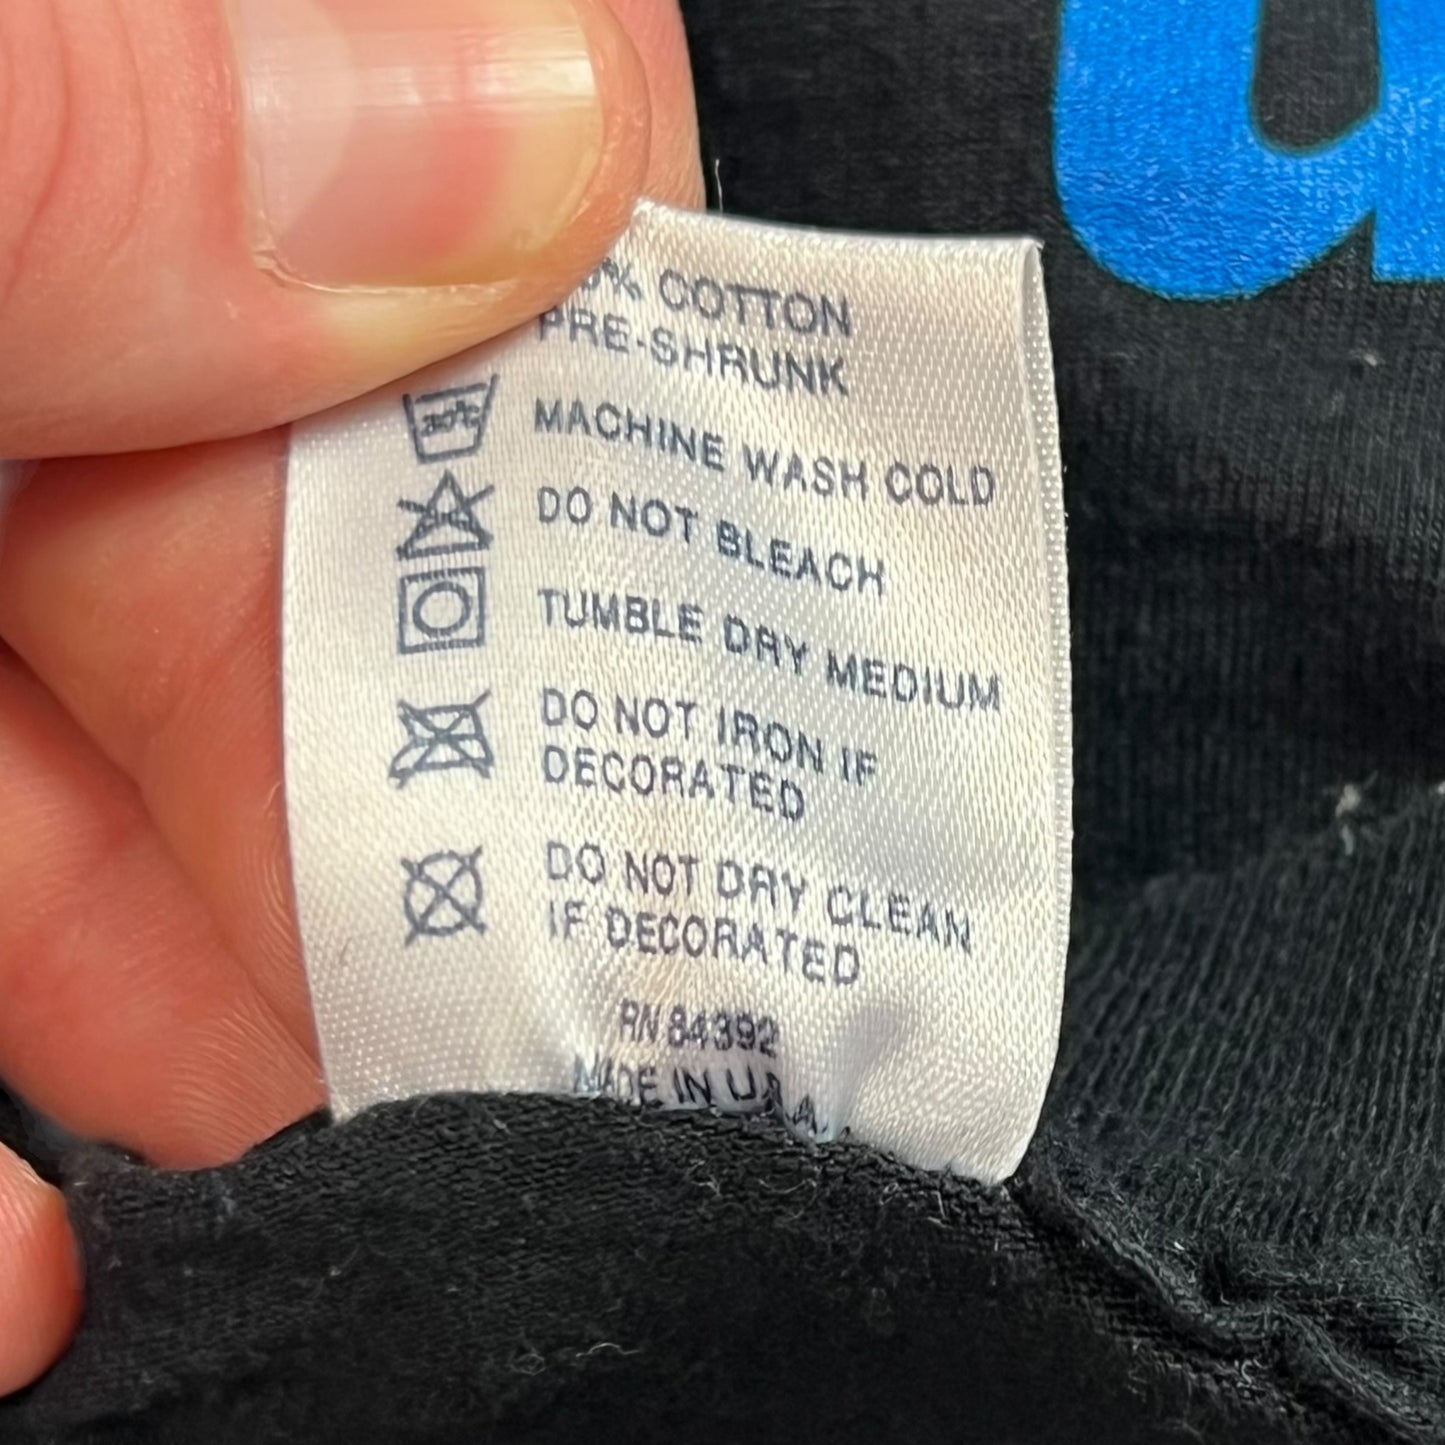 % COTTON
PRE-SHRUNK
30°C
MACHINE WASH COLD
DO NOT BLEACH
TUMBLE DRY MEDIUM
DO NOT IRON IF
DECORATED
DO NOT DRY CLEAN
IF DECORATED
RN 84392
MADE IN U.S.A.